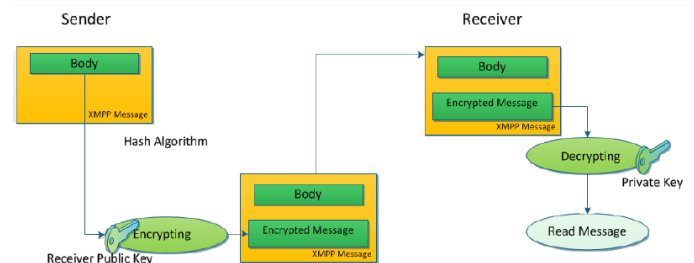 Sender
Body
XMPP Message
Hash Algorithm
Encrypting
Receiver Public Key
Body
Encrypted Message
XMPP Message
Receiver
Body
Encrypted Message
XMPP Message
Decrypting
Private Key
Read Message